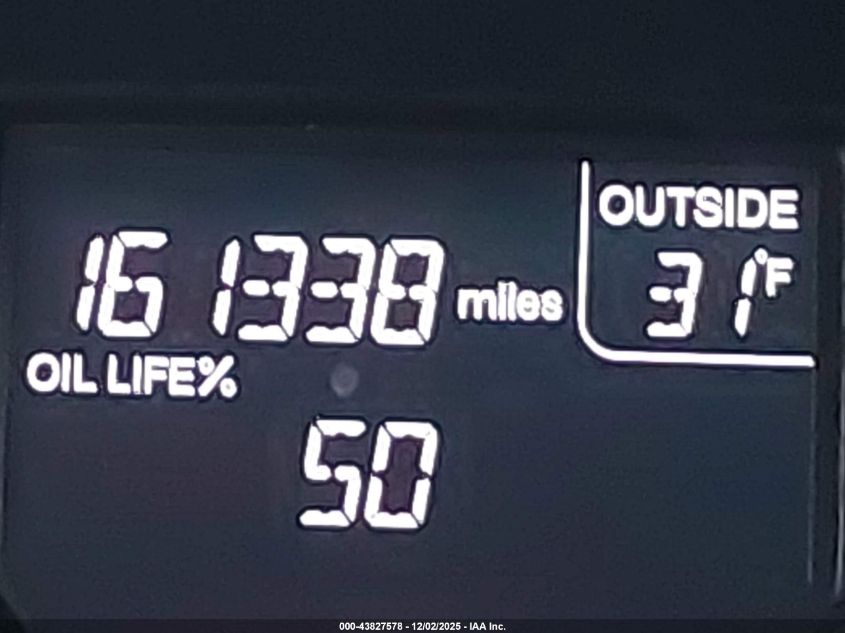 OUTSIDE
31°F
161338 miles
OIL LIFE%
50
000-43827578 - 12/02/2025 - IAA Inc.